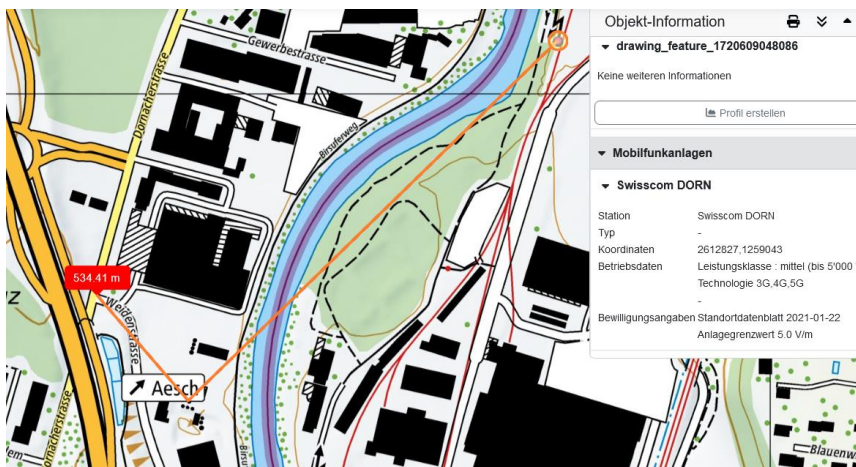 Gewerbestrasse
Dornacherstrasse
Birsuferweg
534.41 m
Weidenstrasse
Aesch
Dornacherstrasse
Blauenw
Objekt-Information
drawing_feature_1720609048086
Keine weiteren Informationen
Profil erstellen
Mobilfunkanlagen
Swisscom DORN
Station Swisscom DORN
Typ -
Koordinaten 2612827,1259043
Betriebsdaten Leistungsklasse : mittel (bis 5'000
Technologie 3G,4G,5G
-
Bewilligungsangaben Standortdatenblatt 2021-01-22
Anlagegrenzwert 5.0 V/m